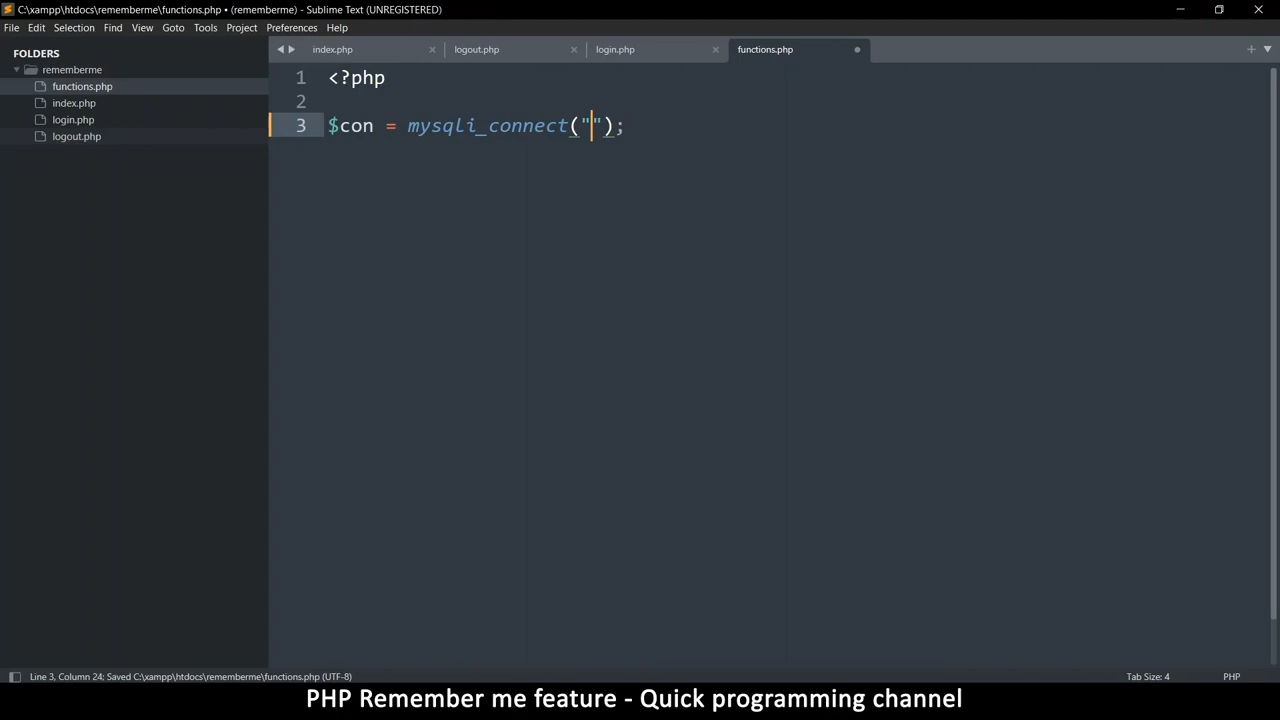 C:\xampp\htdocs\rememberme\functions.php • (rememberme) - Sublime Text (UNREGISTERED)
File Edit Selection Find View Goto Tools Project Preferences Help
FOLDERS
rememberme
functions.php
index.php
login.php
logout.php
index.php logout.php login.php functions.php
1 <?php
2
3 $con = mysqli_connect("");
Line 3, Column 24; Saved C:\xampp\htdocs\rememberme\functions.php (UTF-8) Tab Size: 4 PHP
PHP Remember me feature - Quick programming channel